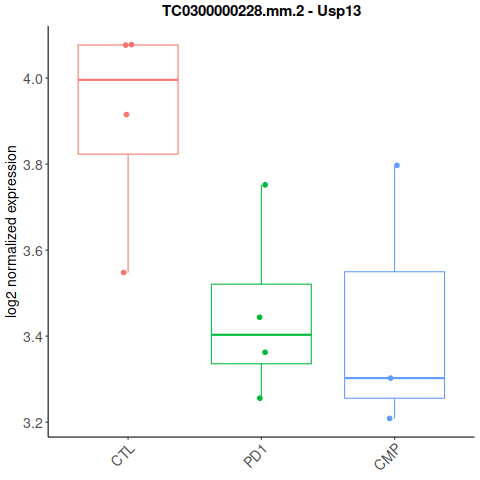 TC0300000228.mm.2 - Usp13
log2 normalized expression
4.0
3.8
3.6
3.4
3.2
CTL
PD1
CMP